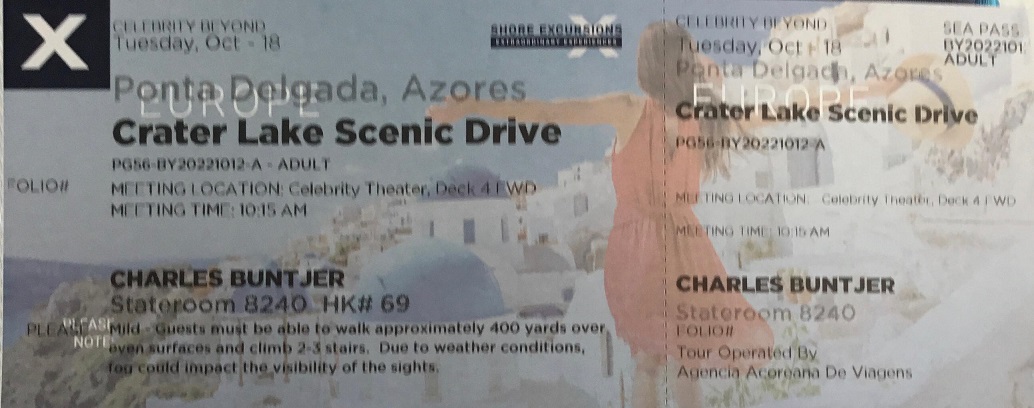 X
CELEBRITY BEYOND
Tuesday, Oct - 18
SHORE EXCURSIONS
EXTRAORDINARY EXPERIENCES
EUROPE
Ponta Delgada, Azores
Crater Lake Scenic Drive
PG56-BY20221012-A - ADULT
FOLIO#
MEETING LOCATION: Celebrity Theater, Deck 4 FWD
MEETING TIME: 10:15 AM
CHARLES BUNTJER
Stateroom 8240 HK# 69
PLEASE NOTE
PLEASE Mild - Guests must be able to walk approximately 400 yards over
even surfaces and climb 2-3 stairs. Due to weather conditions,
fog could impact the visibility of the sights.
CELEBRITY BEYOND
Tuesday, Oct - 18
SEA PASS
BY2022101
ADULT
Ponta Delgada, Azores
EUROPE
Crater Lake Scenic Drive
PG56-BY20221012-A
MEETING LOCATION: Celebrity Theater, Deck 4 FWD
MEETING TIME: 10:15 AM
CHARLES BUNTJER
Stateroom 8240
FOLIO#
Tour Operated By
Agencia Acoreana De Viagens